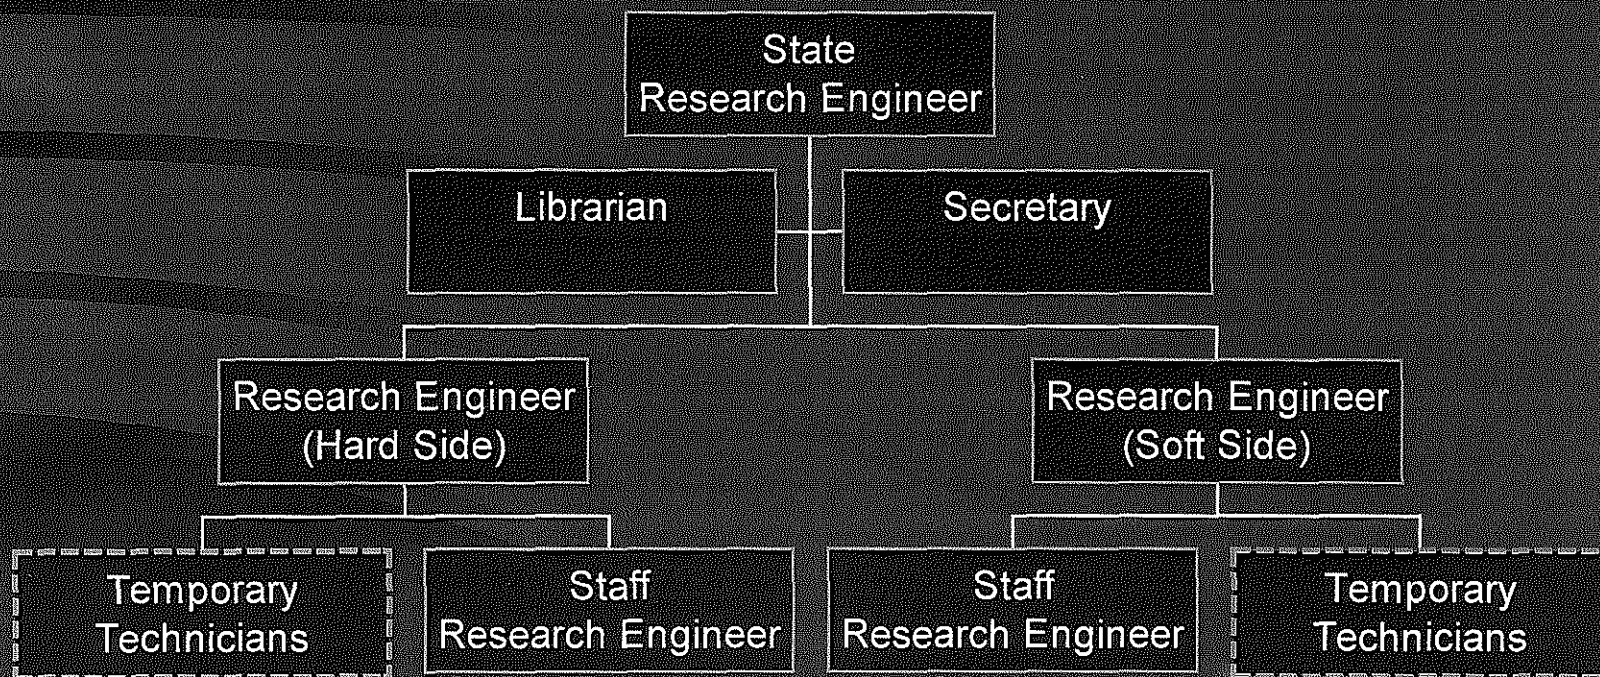 State
Research Engineer
Librarian
Secretary
Research Engineer
(Hard Side)
Research Engineer
(Soft Side)
Temporary
Technicians
Staff
Research Engineer
Staff
Research Engineer
Temporary
Technicians